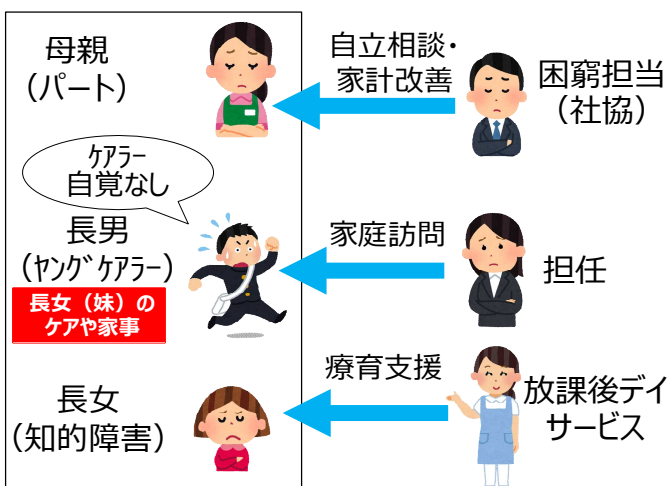 母親
（パート）
自立相談・
家計改善
困窮担当
（社協）
ｹｱﾗｰ
自覚なし
長男
（ﾔﾝｸﾞｹｱﾗｰ）
長女（妹）の
ケアや家事
家庭訪問
担任
長女
（知的障害）
療育支援
放課後デイ
サービス